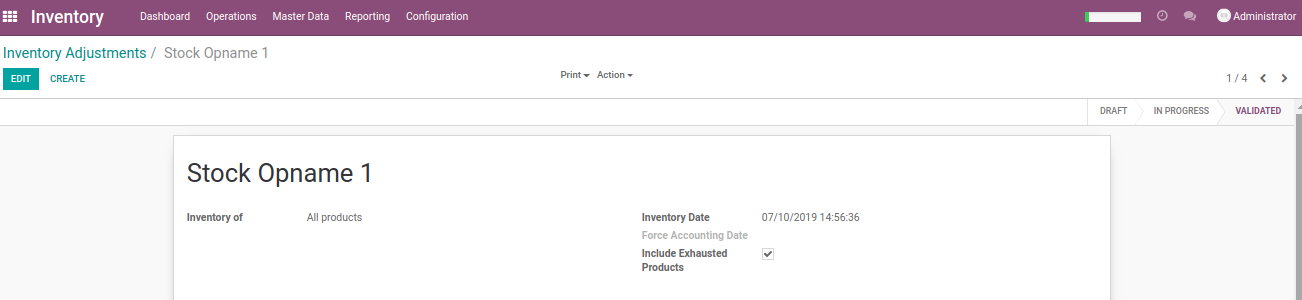 Inventory Dashboard Operations Master Data Reporting Configuration Administrator
Inventory Adjustments / Stock Opname 1
EDIT CREATE Print Action 1 / 4
DRAFT IN PROGRESS VALIDATED
Stock Opname 1
Inventory of All products Inventory Date 07/10/2019 14:56:36
Force Accounting Date
Include Exhausted
Products